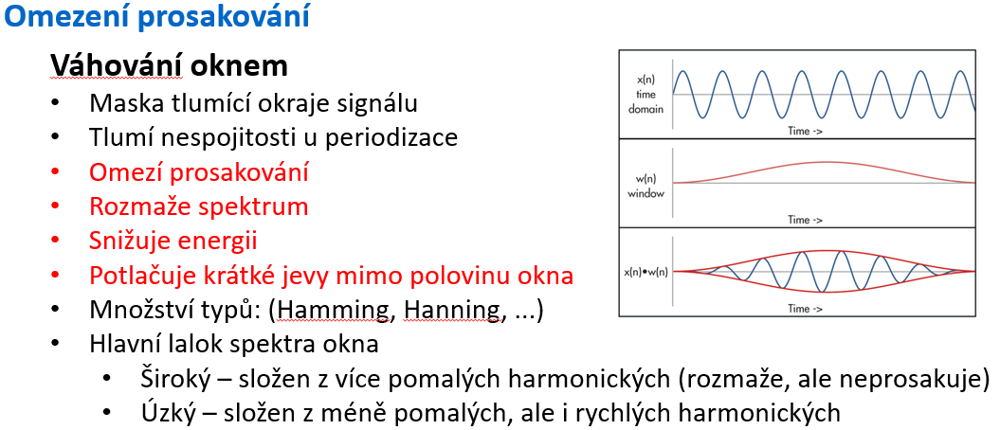 Omezení prosakování
Váhování oknem
• Maska tlumící okraje signálu
• Tlumí nespojitosti u periodizace
• Omezí prosakování
• Rozmaže spektrum
• Snižuje energii
• Potlačuje krátké jevy mimo polovinu okna
• Množství typů: (Hamming, Hanning, ...)
• Hlavní lalok spektra okna
• Široký – složen z více pomalých harmonických (rozmaže, ale neprosakuje)
• Úzký – složen z méně pomalých, ale i rychlých harmonických
x(n)
time
domain
Time ->
w(n)
window
Time ->
x(n)•w(n)
Time ->